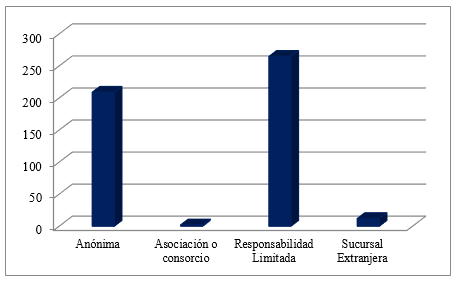 300
250
200
150
100
50
0
Anónima
Asociación o
consorcio
Responsabilidad
Limitada
Sucursal
Extranjera